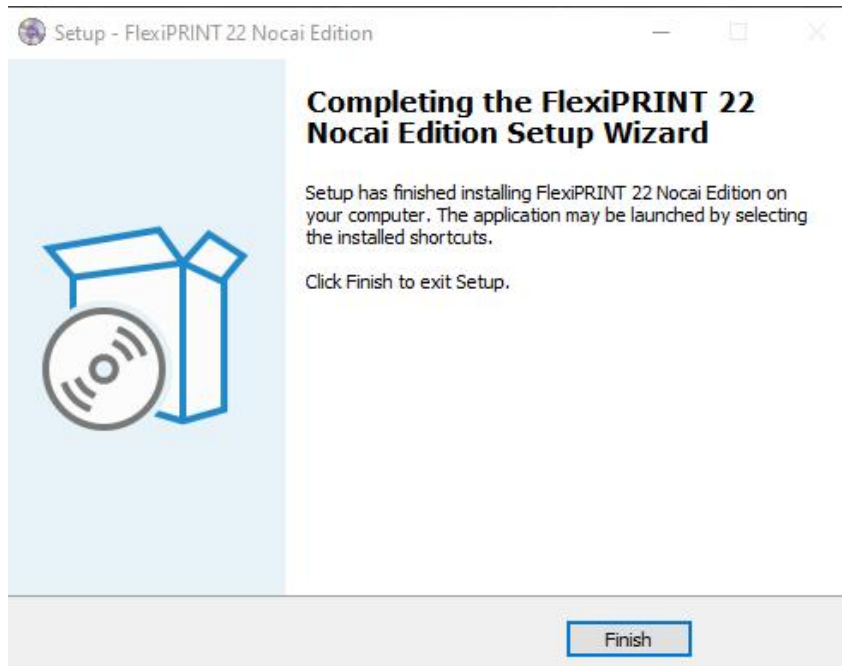 Setup - FlexiPRINT 22 Nocai Edition
Completing the FlexiPRINT 22
Nocai Edition Setup Wizard
Setup has finished installing FlexiPRINT 22 Nocai Edition on
your computer. The application may be launched by selecting
the installed shortcuts.
Click Finish to exit Setup.
Finish